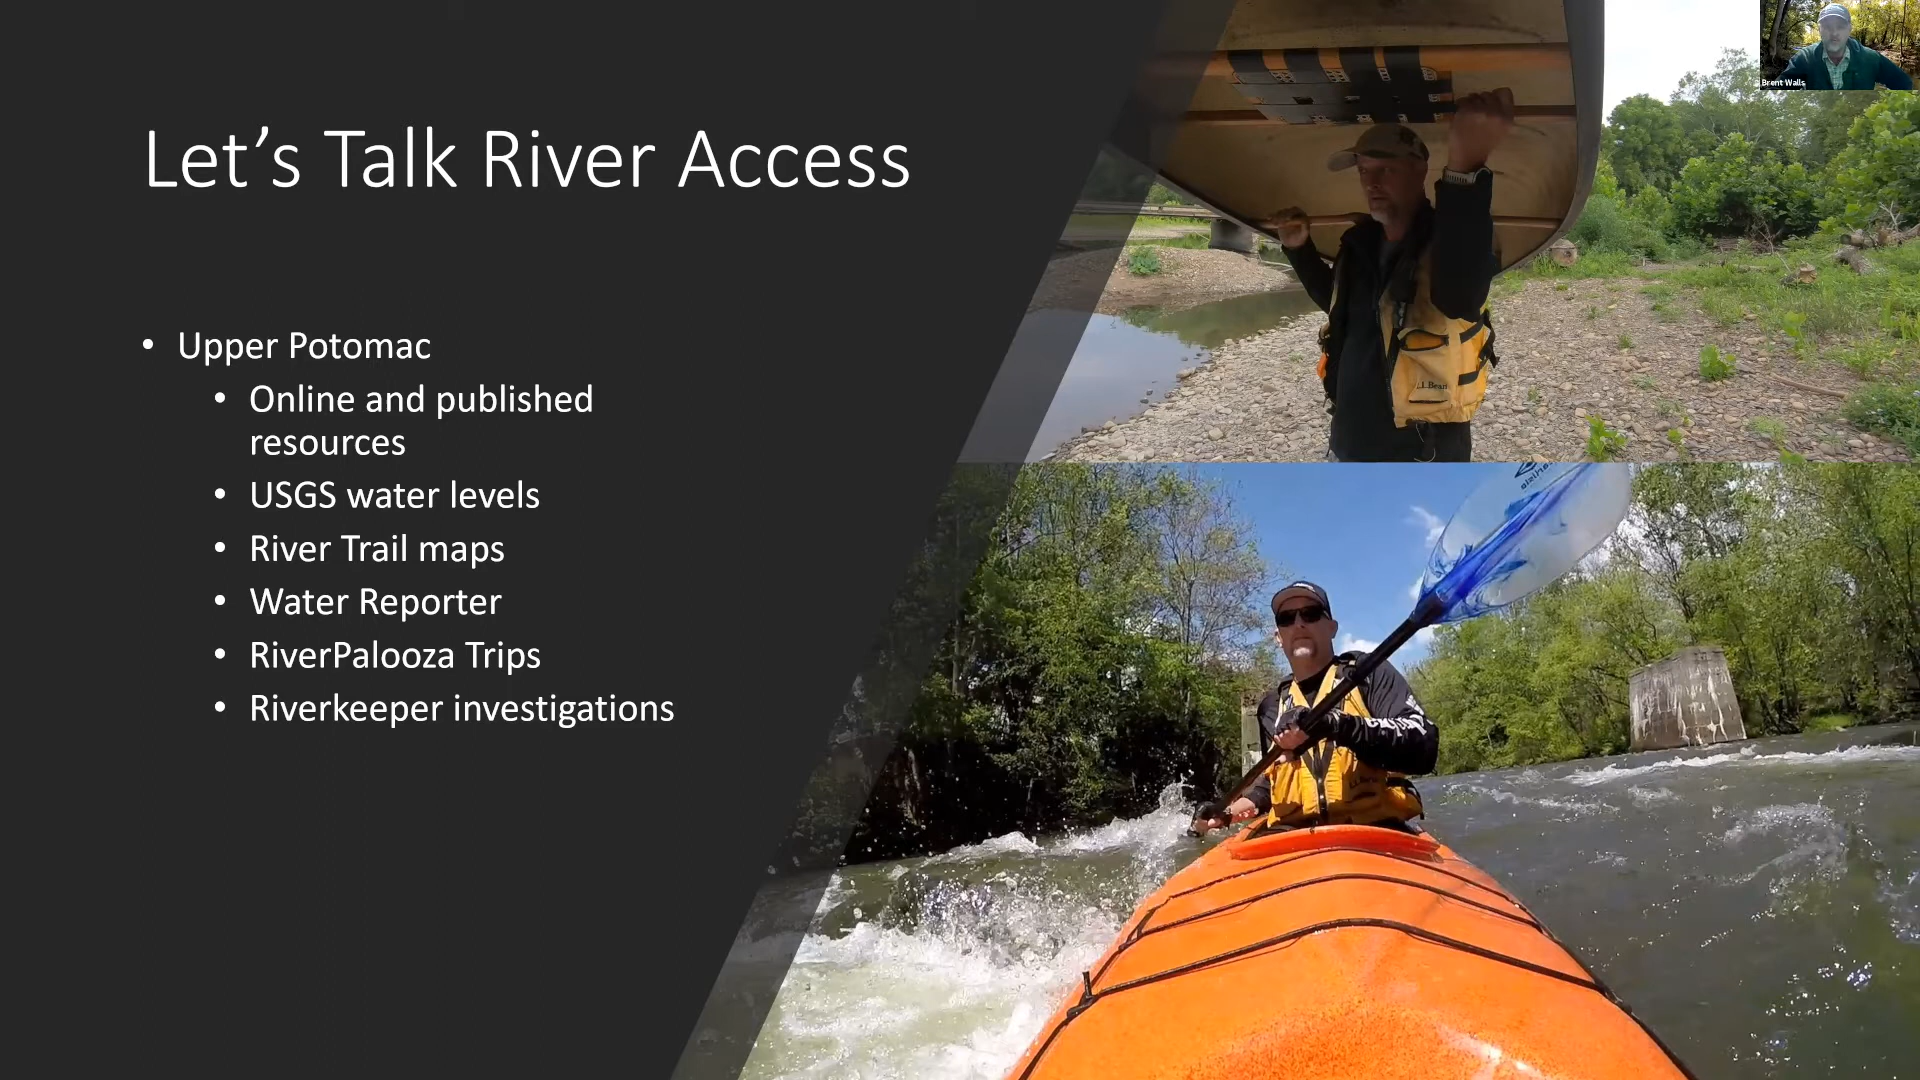 Brent Walls
Let's Talk River Access
• Upper Potomac
• Online and published
resources
• USGS water levels
• River Trail maps
• Water Reporter
• RiverPalooza Trips
• Riverkeeper investigations
L.L.Bean